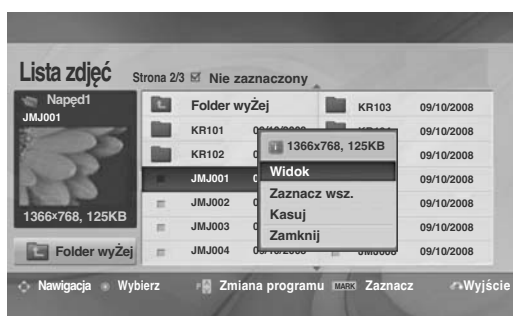 Lista zdjęć Strona 2/3 Nie zaznaczony
Napęd1
JMJ001
1366×768, 125KB
Folder wyŻej
Folder wyŻej KR103 09/10/2008
KR101 09/10/2008
KR102 09/10/2008
JMJ001 09/10/2008
JMJ002 09/10/2008
JMJ003 09/10/2008
JMJ004 09/10/2008
1366x768, 125KB
Widok
Zaznacz wsz.
Kasuj
Zamknij
Nawigacja Wybierz Zmiana programu MARK Zaznacz Wyjście